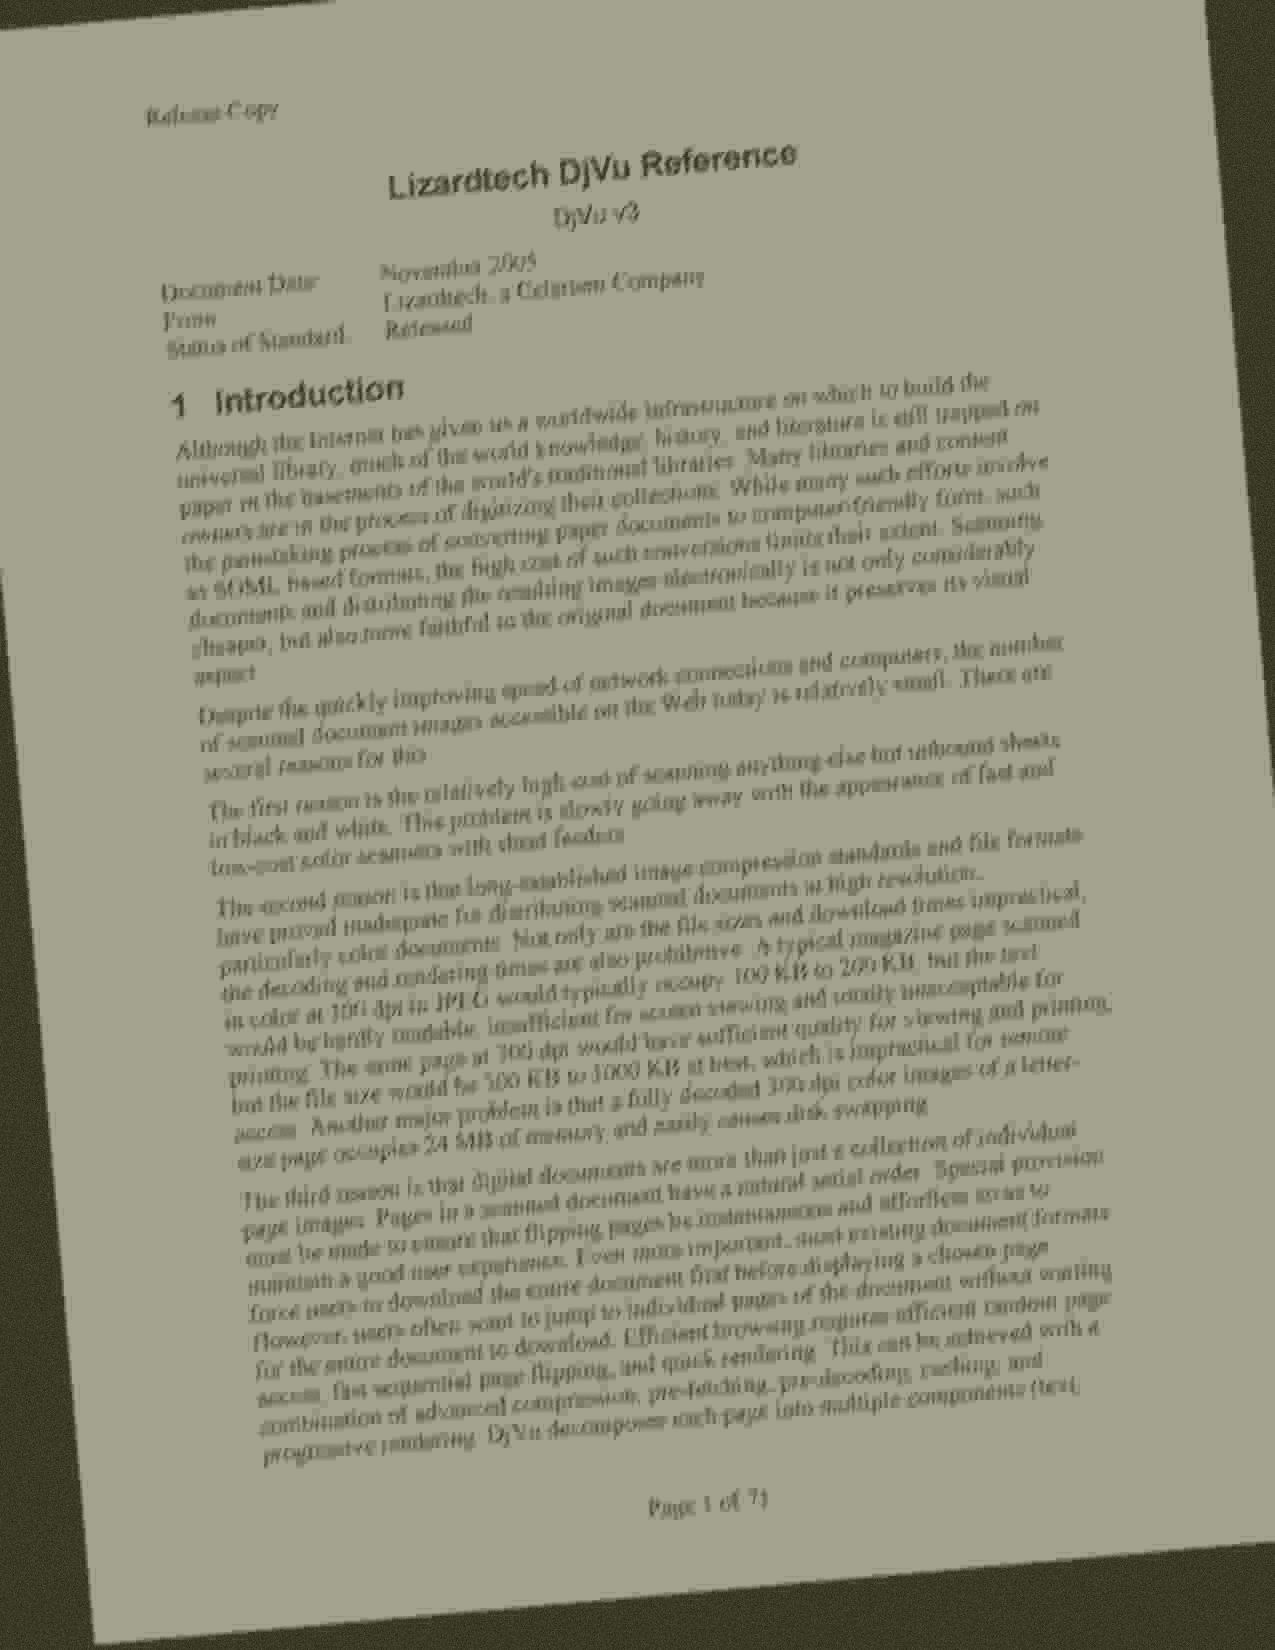 Release Copy
Lizardtech DjVu Reference
DjVu v3
Document Date: November 2005
From: Lizardtech, a Celartem Company
Status of Standard: Released
1 Introduction
Although the Internet has given us a worldwide infrastructure on which to build the
universal library, much of the world knowledge, history, and literature is still trapped on
paper in the basements of the world's traditional libraries. Many libraries and content
owners are in the process of digitizing their collections. While many such efforts involve
the painstaking process of converting paper documents to computer-friendly form, such
as SGML based formats, the high cost of such conversions limits their extent. Scanning
documents and distributing the resulting images electronically is not only considerably
cheaper, but also more faithful to the original document because it preserves its visual
aspect.
Despite the quickly improving speed of network connections and computers, the number
of scanned document images accessible on the Web today is relatively small. There are
several reasons for this.
The first reason is the relatively high cost of scanning anything else but unbound sheets
in black and white. This problem is slowly going away with the appearance of fast and
low-cost color scanners with sheet feeders.
The second reason is that long-established image compression standards and file formats
have proved inadequate for distributing scanned documents at high resolution,
particularly color documents. Not only are the file sizes and download times impractical,
the decoding and rendering times are also prohibitive. A typical magazine page scanned
in color at 100 dpi in JPEG would typically occupy 100 KB to 200 KB, but the text
would be hardly readable, insufficient for screen viewing and totally unacceptable for
printing. The same page at 300 dpi would have sufficient quality for viewing and printing,
but the file size would be 500 KB to 1000 KB at best, which is impractical for remote
access. Another major problem is that a fully decoded 300 dpi color images of a letter-
size page occupies 24 MB of memory and easily causes disk swapping.
The third reason is that digital documents are more than just a collection of individual
page images. Pages in a scanned document have a natural serial order. Special provision
must be made to ensure that flipping pages be instantaneous and effortless so as to
maintain a good user experience. Even more important, most existing document formats
force users to download the entire document first before displaying a chosen page.
However, users often want to jump to individual pages of the document without waiting
for the entire document to download. Efficient browsing requires efficient random page
access, fast sequential page flipping, and quick rendering. This can be achieved with a
combination of advanced compression, pre-fetching, pre-decoding, caching, and
progressive rendering. DjVu decomposes each page into multiple components (text,
Page 1 of 71